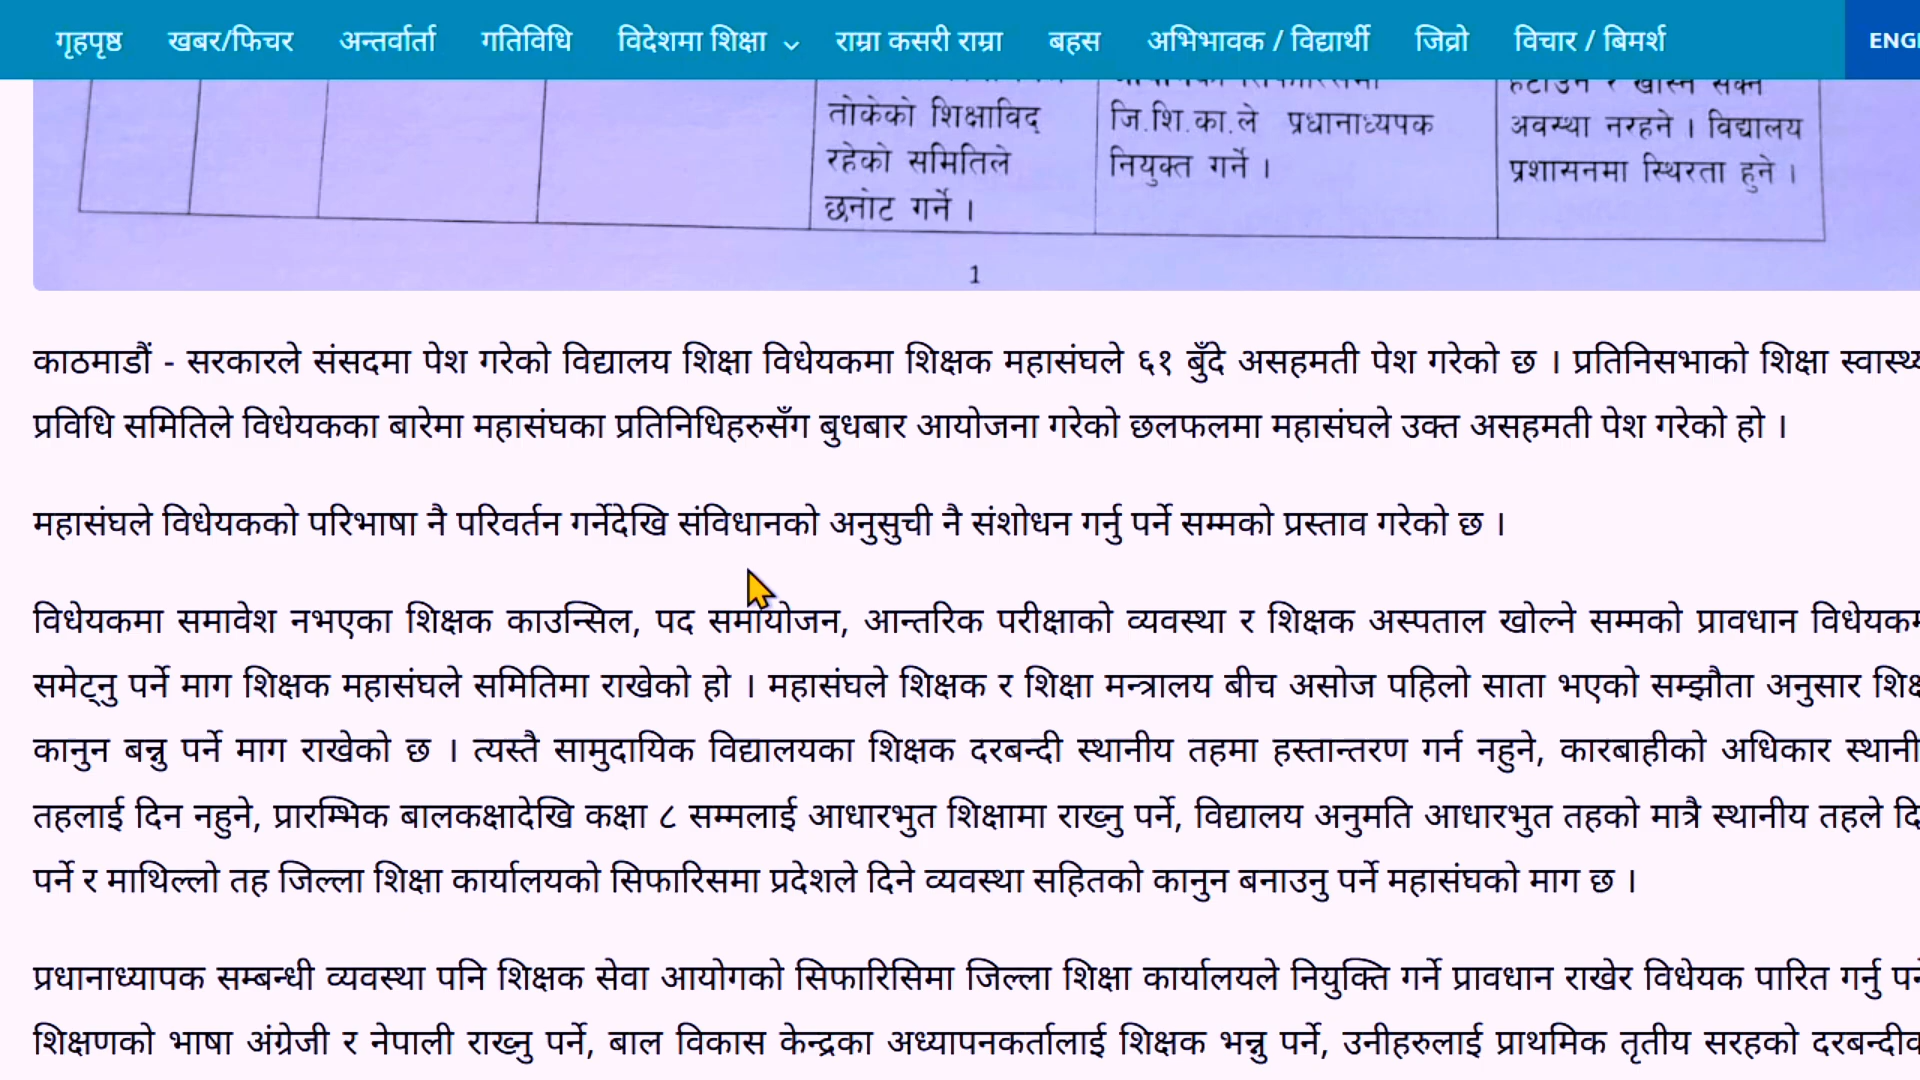 गृहपृष्ठ खबर/फिचर अन्तर्वार्ता गतिविधि विदेशमा शिक्षा राम्रा कसरी राम्रा बहस अभिभावक / विद्यार्थी जिव्रो विचार / बिमर्श
तोकेको शिक्षाविद्
रहेको समितिले
छनोट गर्ने ।
जि.शि.का.ले प्रधानाध्यपक
नियुक्त गर्ने ।
हटाउने र खोस्ने सक्ने
अवस्था नरहने । विद्यालय
प्रशासनमा स्थिरता हुने ।
1
काठमाडौं - सरकारले संसदमा पेश गरेको विद्यालय शिक्षा विधेयकमा शिक्षक महासंघले ६१ बुँदे असहमती पेश गरेको छ । प्रतिनिसभाको शिक्षा
प्रविधि समितिले विधेयकका बारेमा महासंघका प्रतिनिधिहरुसँग बुधबार आयोजना गरेको छलफलमा महासंघले उक्त असहमती पेश गरेको हो ।
महासंघले विधेयकको परिभाषा नै परिवर्तन गर्नेदेखि संविधानको अनुसुची नै संशोधन गर्नु पर्ने सम्मको प्रस्ताव गरेको छ ।
विधेयकमा समावेश नभएका शिक्षक काउन्सिल, पद समायोजन, आन्तरिक परीक्षाको व्यवस्था र शिक्षक अस्पताल खोल्ने सम्मको प्रावधान
समेट्नु पर्ने माग शिक्षक महासंघले समितिमा राखेको हो । महासंघले शिक्षक र शिक्षा मन्त्रालय बीच असोज पहिलो साता भएको सम्झौता अनुसार
कानुन बन्नु पर्ने माग राखेको छ । त्यस्तै सामुदायिक विद्यालयका शिक्षक दरबन्दी स्थानीय तहमा हस्तान्तरण गर्न नहुने, कारबाहीको अधिकार
तहलाई दिन नहुने, प्रारम्भिक बालकक्षादेखि कक्षा ८ सम्मलाई आधारभुत शिक्षामा राख्नु पर्ने, विद्यालय अनुमति आधारभुत तहको मात्रै स्थानीय तहले
पर्ने र माथिल्लो तह जिल्ला शिक्षा कार्यालयको सिफारिसमा प्रदेशले दिने व्यवस्था सहितको कानुन बनाउनु पर्ने महासंघको माग छ ।
प्रधानाध्यापक सम्बन्धी व्यवस्था पनि शिक्षक सेवा आयोगको सिफारिसिमा जिल्ला शिक्षा कार्यालयले नियुक्ति गर्ने प्रावधान राखेर विधेयक पारित गर्नु
शिक्षणको भाषा अंग्रेजी र नेपाली राख्नु पर्ने, बाल विकास केन्द्रका अध्यापनकर्तालाई शिक्षक भन्नु पर्ने, उनीहरुलाई प्राथमिक तृतीय सरहको